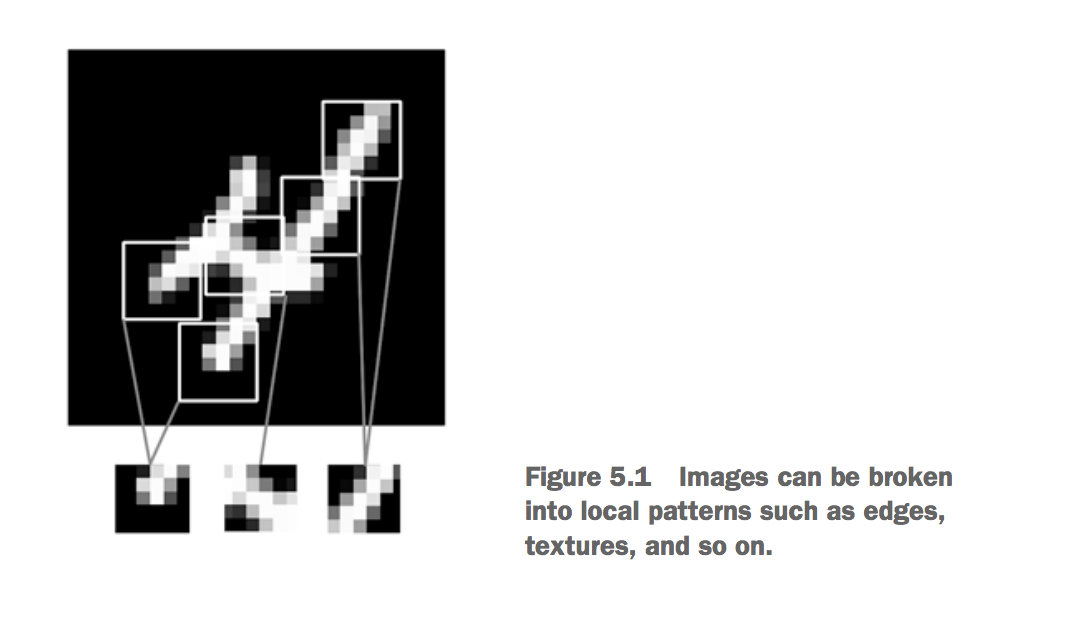 Figure 5.1 Images can be broken
into local patterns such as edges,
textures, and so on.